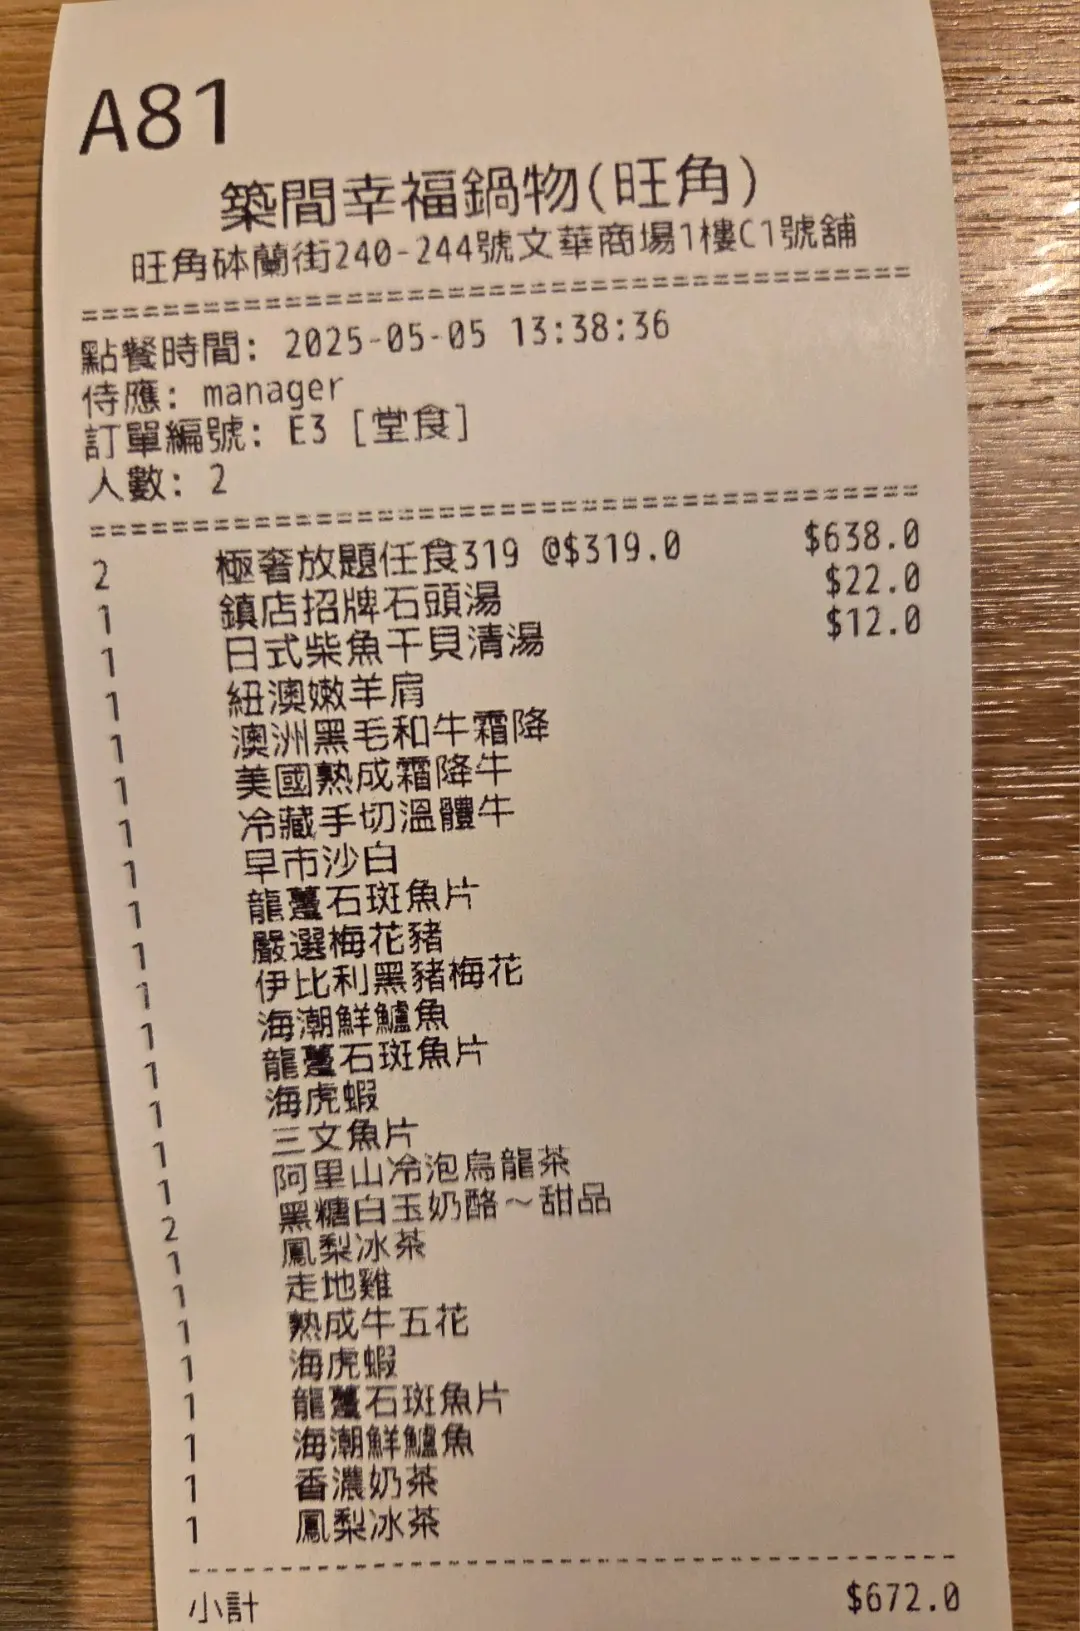 A81
築間幸福鍋物(旺角)
旺角砵蘭街240-244號文華商場1樓C1號舖
點餐時間: 2025-05-05 13:38:36
侍應: manager
訂單編號: E3 [堂食]
人數: 2
2 極奢放題任食319 @$319.0 $638.0
1 鎮店招牌石頭湯 $22.0
1 日式柴魚干貝清湯 $12.0
1 紐澳嫩羊肩
1 澳洲黑毛和牛霜降
1 美國熟成霜降牛
1 冷藏手切溫體牛
1 早市沙白
1 龍躉石斑魚片
1 嚴選梅花豬
1 伊比利黑豬梅花
1 海潮鮮鱸魚
1 龍躉石斑魚片
1 海虎蝦
1 三文魚片
1 阿里山冷泡烏龍茶
2 黑糖白玉奶酪～甜品
1 鳳梨冰茶
1 走地雞
1 熟成牛五花
1 海虎蝦
1 龍躉石斑魚片
1 海潮鮮鱸魚
1 香濃奶茶
1 鳳梨冰茶
小計 $672.0